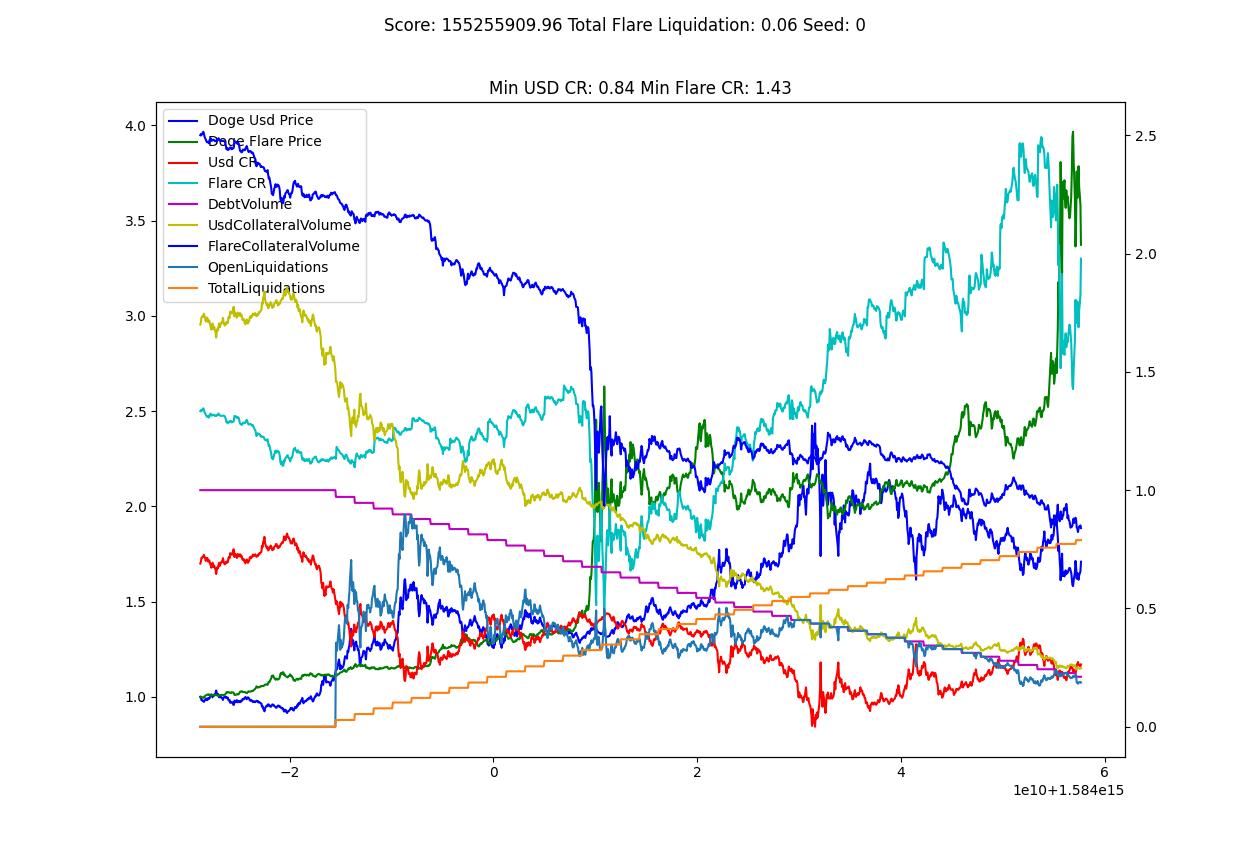 Score: 155255909.96 Total Flare Liquidation: 0.06 Seed: 0
Min USD CR: 0.84 Min Flare CR: 1.43
Doge Usd Price
Doge Flare Price
Usd CR
Flare CR
DebtVolume
UsdCollateralVolume
FlareCollateralVolume
OpenLiquidations
TotalLiquidations
4.0
3.5
3.0
2.5
2.0
1.5
1.0
2.5
2.0
1.5
1.0
0.5
0.0
−2
0
2
4
6
1e10+1.584e15